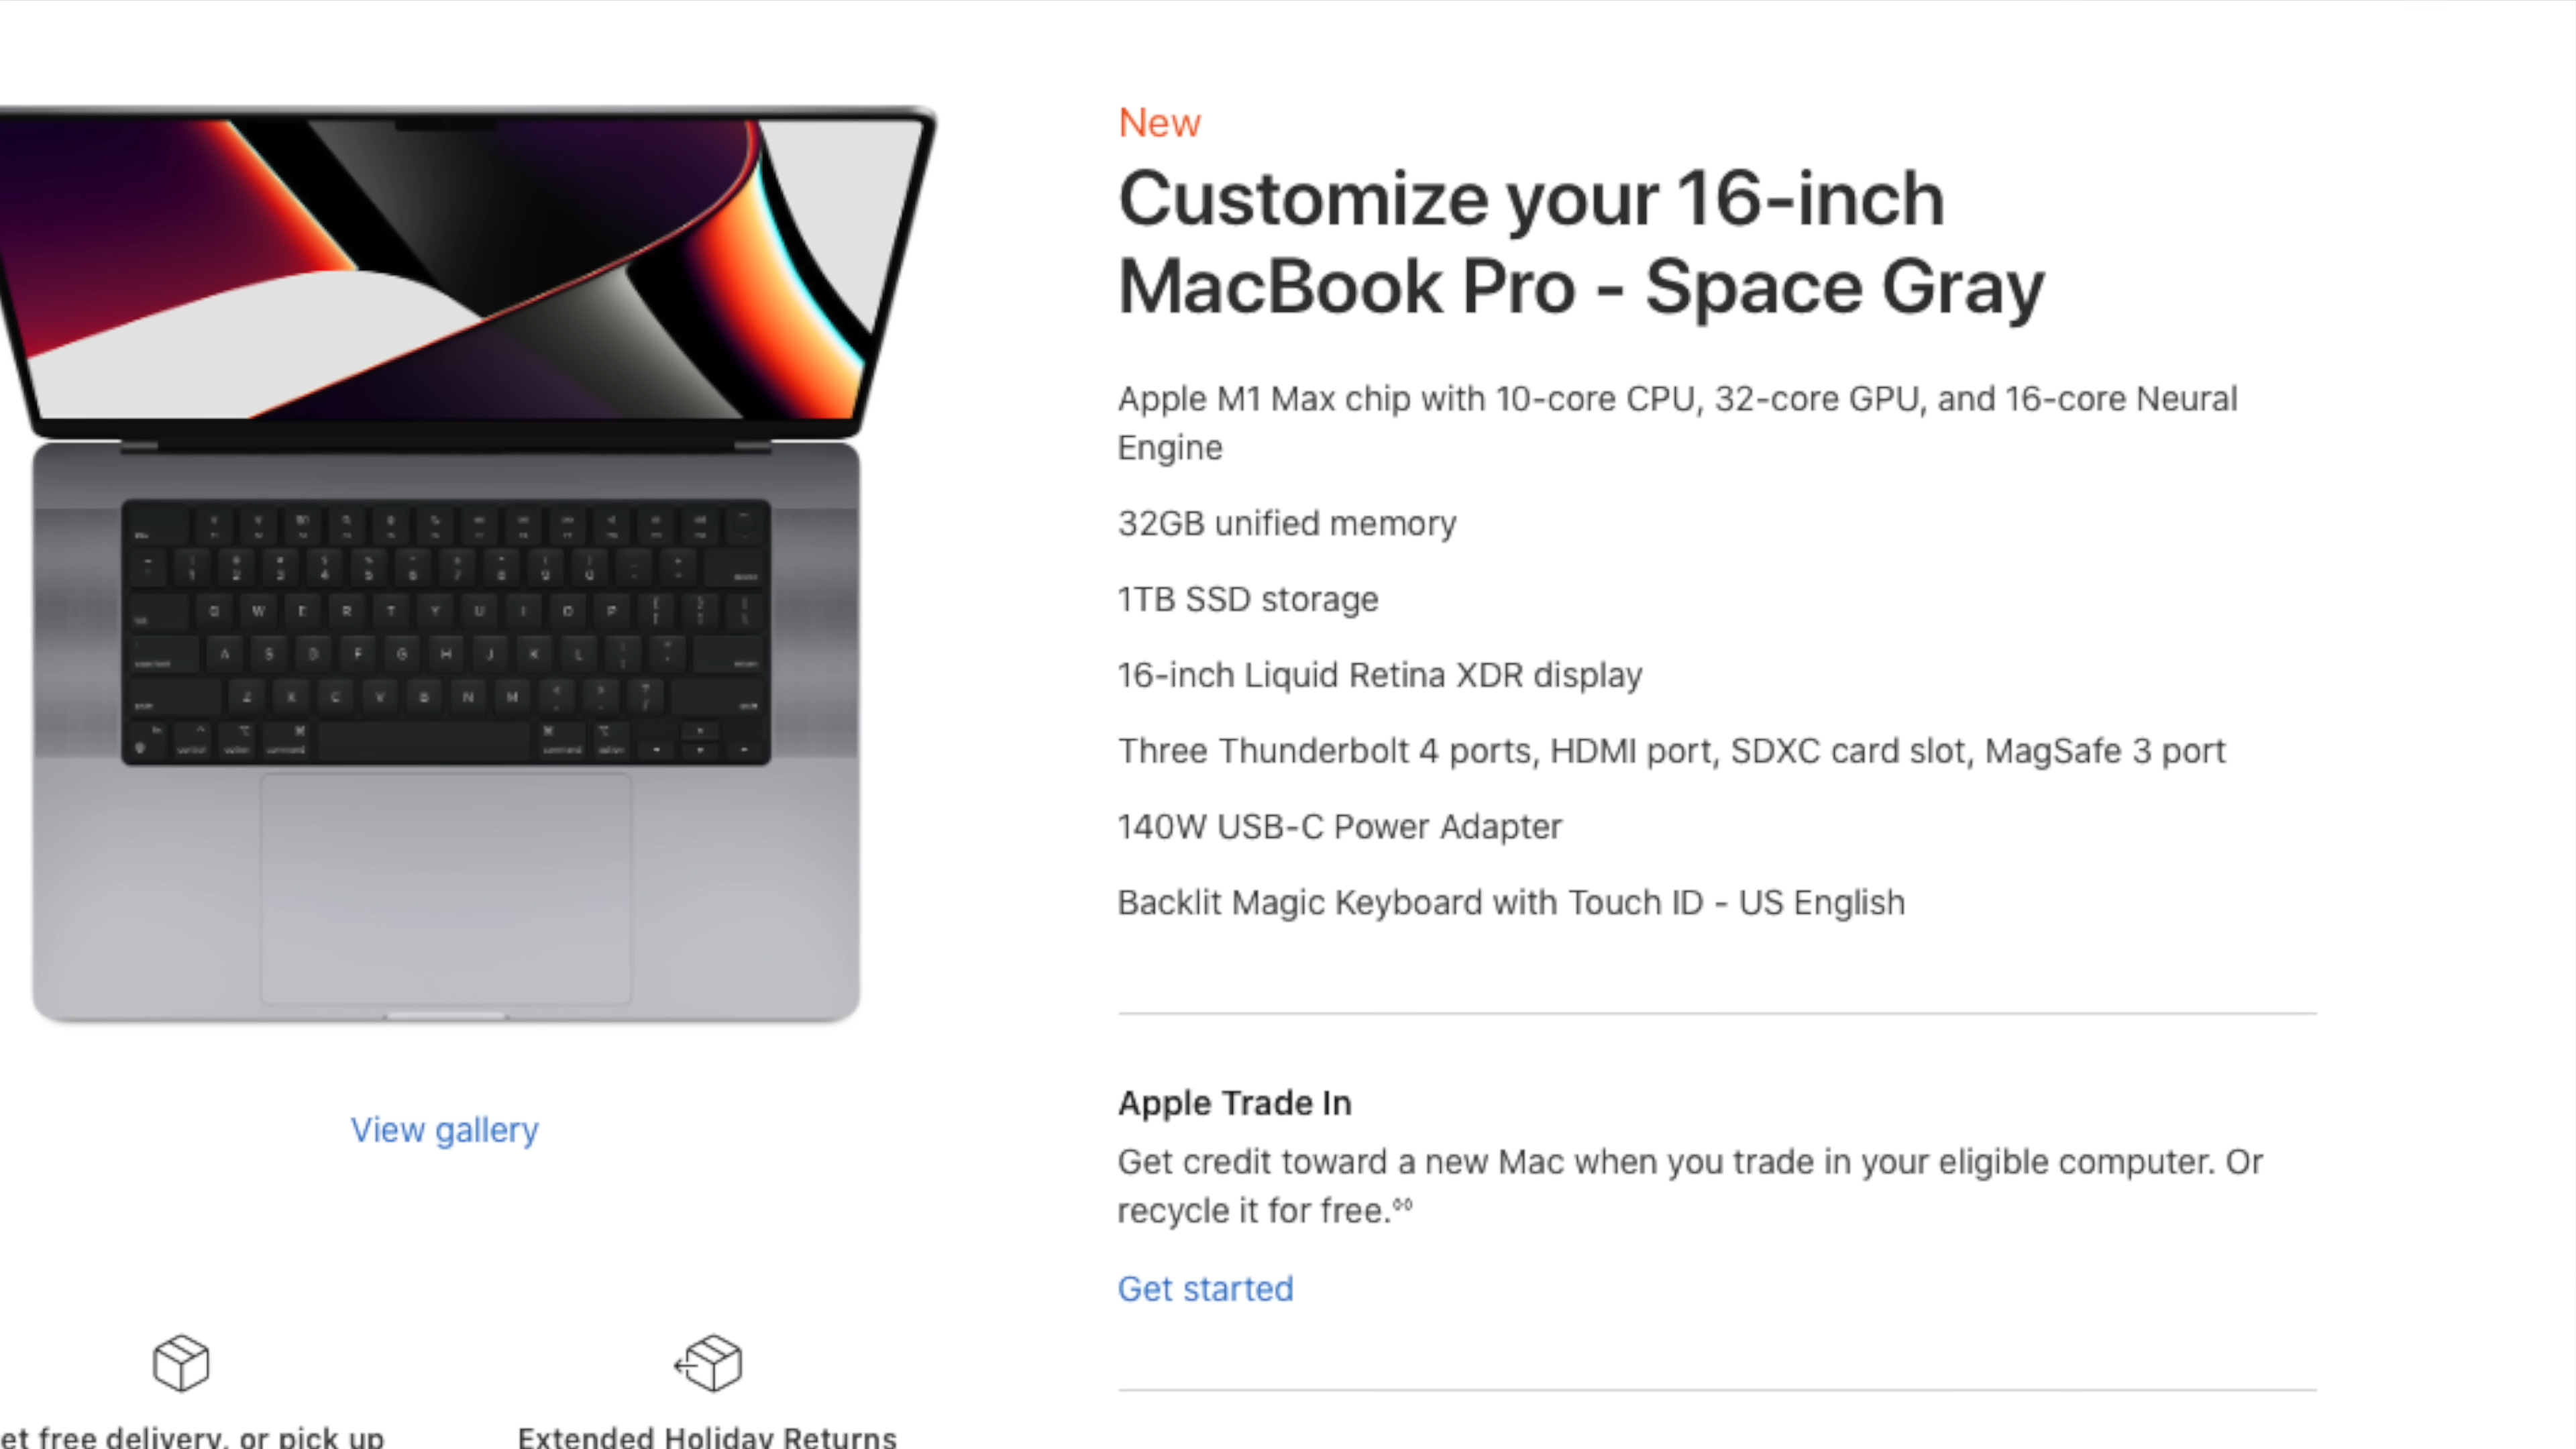 New
Customize your 16-inch
MacBook Pro - Space Gray
Apple M1 Max chip with 10-core CPU, 32-core GPU, and 16-core Neural
Engine
32GB unified memory
1TB SSD storage
16-inch Liquid Retina XDR display
Three Thunderbolt 4 ports, HDMI port, SDXC card slot, MagSafe 3 port
140W USB-C Power Adapter
Backlit Magic Keyboard with Touch ID - US English
View gallery
Apple Trade In
Get credit toward a new Mac when you trade in your eligible computer. Or
recycle it for free.◊◊
Get started
et free delivery, or pick up
Extended Holiday Returns